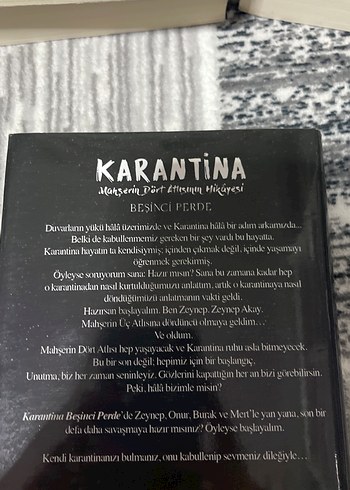 KARANTİNA
Mahşerin Dört Atlısının Hikâyesi
BEŞİNCİ PERDE
Duvarların yükü hâlâ üzerimizde ve Karantina hâlâ bir adım arkamızda...
Belki de kabullenmemiz gereken bir şey vardı bu hayatta.
Karantina hayatın ta kendisiymiş; içinden çıkmak değil, içinde yaşamayı
öğrenmek gerekirmiş.
Öyleyse soruyorum sana: Hazır mısın? Sana bu zamana kadar hep
o karantinadan nasıl kurtulduğumuzu anlattım, artık o karantinaya nasıl
döndüğümüzü anlatmanın vakti geldi.
Hazırsan başlayalım. Ben Zeynep. Zeynep Akay.
Mahşerin Üç Atlısına dördüncü olmaya geldim...
Ve oldum.
Mahşerin Dört Atlısı hep yaşayacak ve Karantina ruhu asla bitmeyecek.
Bu bir son değil; hepimiz için bir başlangıç.
Unutma, biz her zaman seninleyiz. Gözlerini kapattığın her an bizi görebilirsin.
Peki, hâlâ bizimle misin?
Karantina Beşinci Perde'de Zeynep, Onur, Burak ve Mert'le yan yana, son bir
defa daha savaşmaya hazır mısınız? Öyleyse başlayalım.
Kendi karantinanızı bulmanız, onu kabullenip sevmeniz dileğiyle...